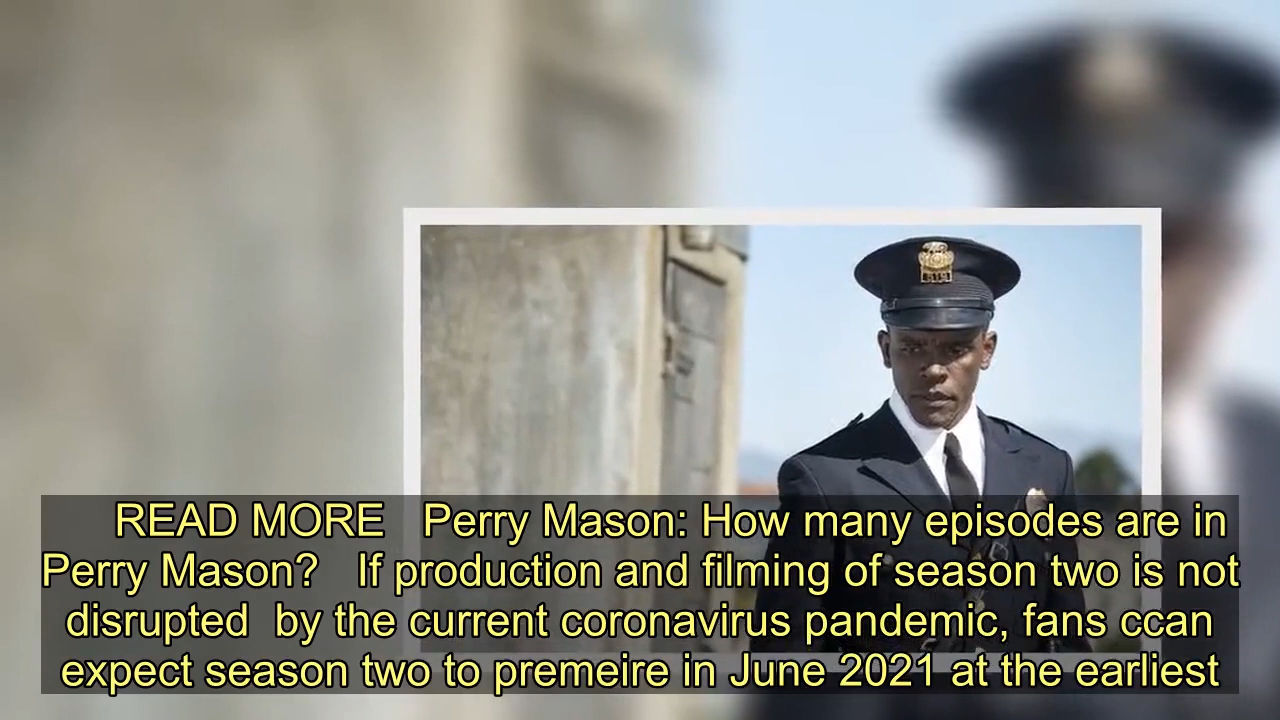 READ MORE   Perry Mason: How many episodes are in
Perry Mason?   If production and filming of season two is not
disrupted  by the current coronavirus pandemic, fans ccan
expect season two to premeire in June 2021 at the earliest